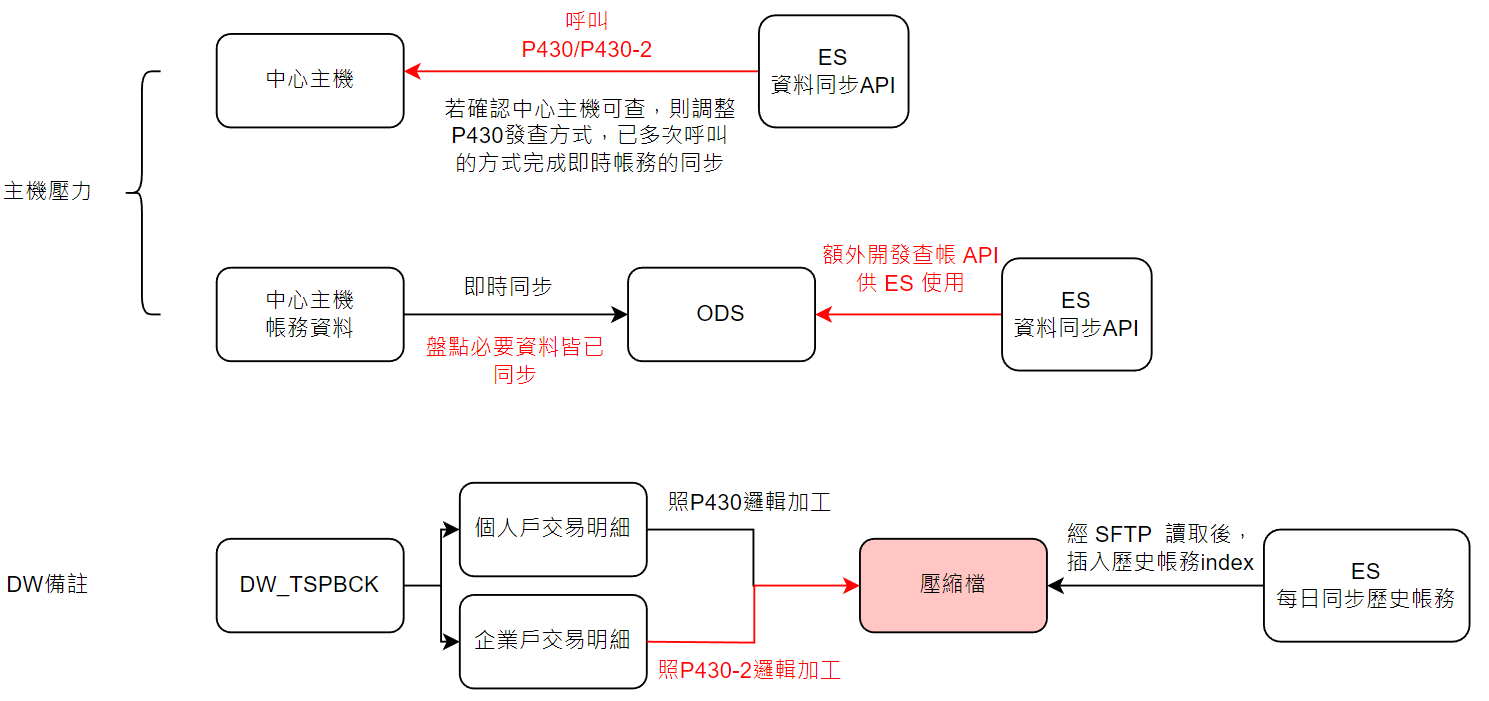 呼叫
P430/P430-2
中心主機
ES
資料同步API
若確認中心主機可查，則調整
P430發查方式，已多次呼叫
的方式完成即時帳務的同步
主機壓力
中心主機
帳務資料
即時同步
盤點必要資料皆已
同步
ODS
額外開發查帳 API
供 ES 使用
ES
資料同步API
DW備註
DW_TSPBCK
個人戶交易明細
照P430邏輯加工
企業戶交易明細
照P430-2邏輯加工
壓縮檔
經 SFTP 讀取後，
插入歷史帳務index
ES
每日同步歷史帳務